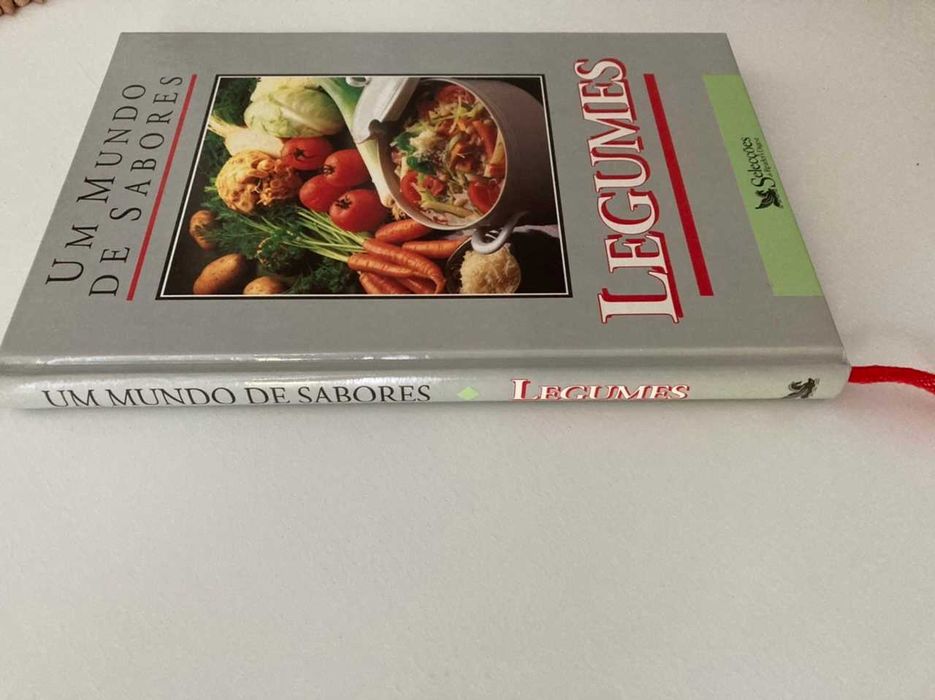 UM MUNDO
DE SABORES
LEGUMES
Selecções
UM MUNDO DE SABORES
LEGUMES